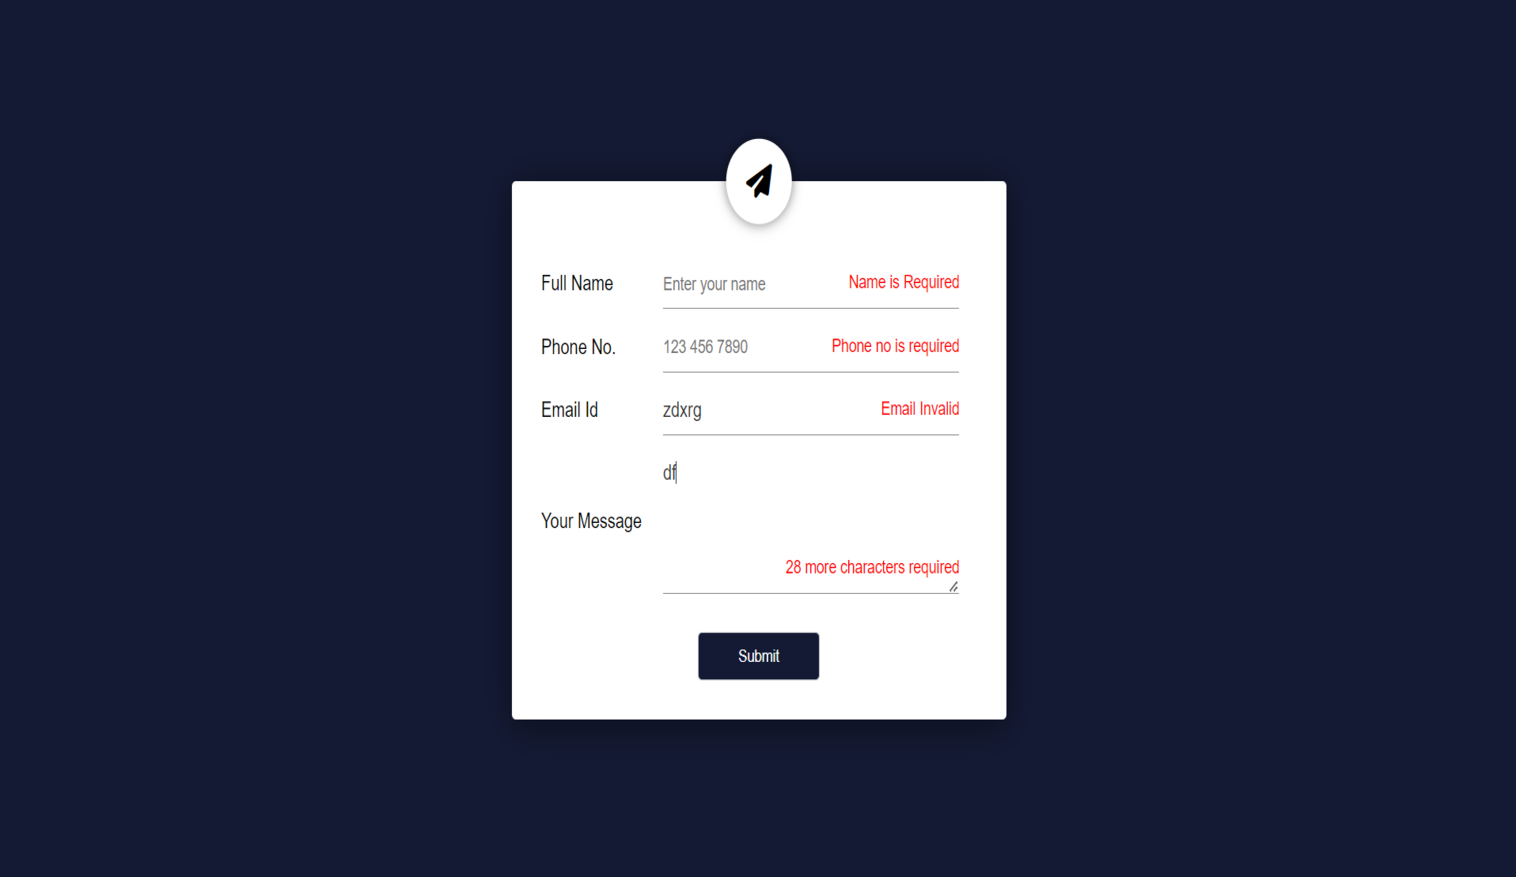 Full Name Enter your name Name is Required
Phone No. 123 456 7890 Phone no is required
Email Id zdxrg Email Invalid
df
Your Message
28 more characters required
Submit